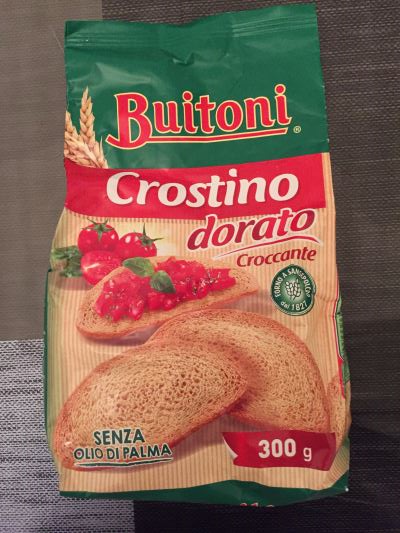 Buitoni®
Crostino
dorato
Croccante
FORNO A SANSEPOLCRO
dal 1827
SENZA
OLIO DI PALMA
300 g